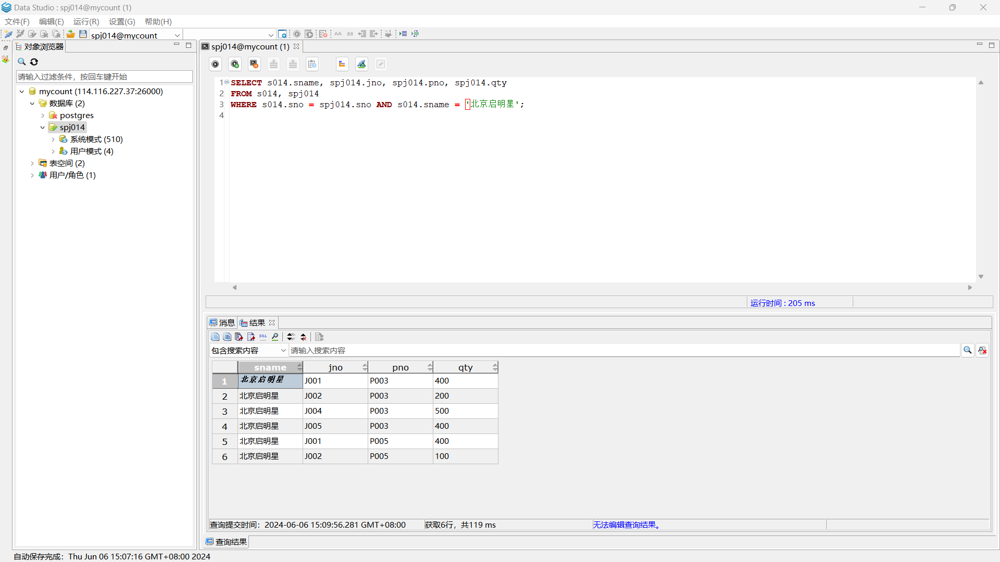 Data Studio : spj014@mycount (1)
文件(F) 编辑(E) 运行(R) 设置(G) 帮助(H)
spj014@mycount
对象浏览器
请输入过滤条件，按回车键开始
mycount (114.116.227.37:26000)
数据库 (2)
postgres
spj014
系统模式 (510)
用户模式 (4)
表空间 (2)
用户/角色 (1)
spj014@mycount (1)
1 SELECT s014.sname, spj014.jno, spj014.pno, spj014.qty
2 FROM s014, spj014
3 WHERE s014.sno = spj014.sno AND s014.sname = '北京启明星';
4
运行时间 : 205 ms
消息 结果
SQL
包含搜索内容 请输入搜索内容
sname jno pno qty
1 北京启明星 J001 P003 400
2 北京启明星 J002 P003 200
3 北京启明星 J004 P003 500
4 北京启明星 J005 P003 400
5 北京启明星 J001 P005 400
6 北京启明星 J002 P005 100
查询提交时间：2024-06-06 15:09:56.281 GMT+08:00 获取6行，共119 ms 无法编辑查询结果。
查询结果
自动保存完成：Thu Jun 06 15:07:16 GMT+08:00 2024